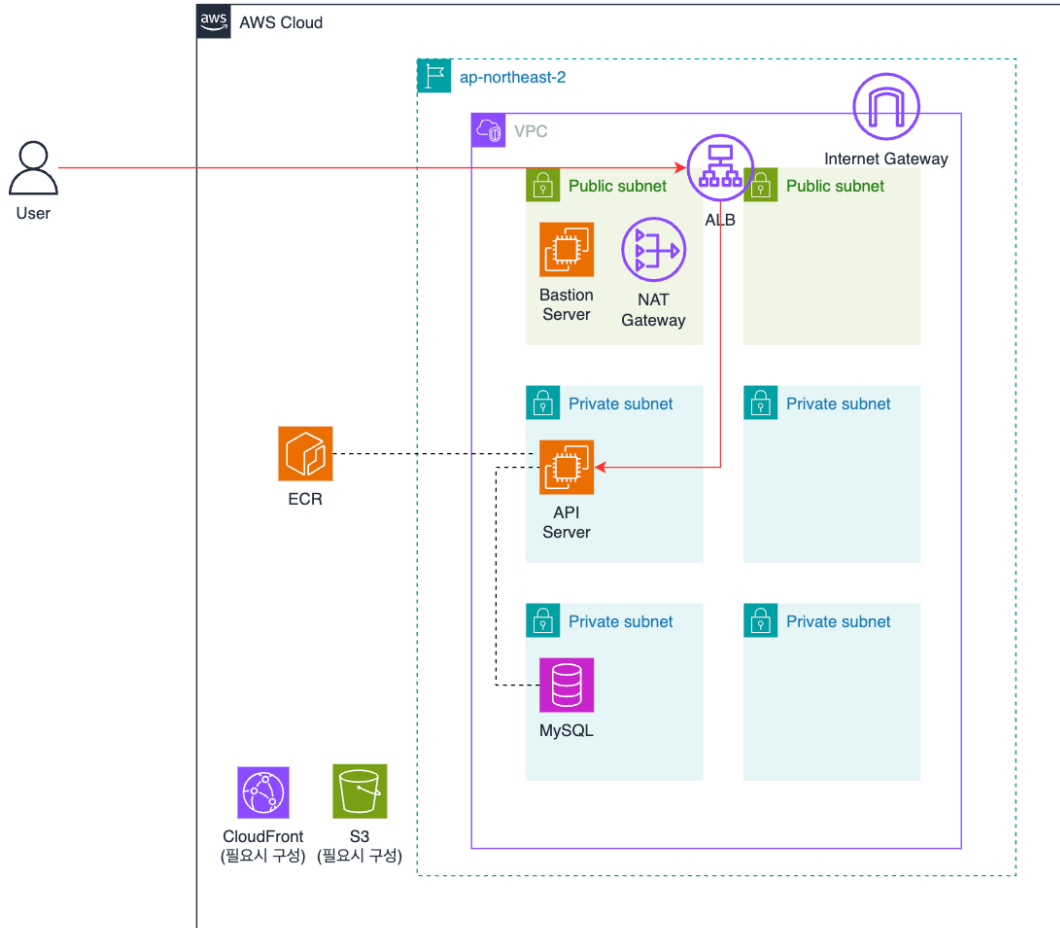 aws
AWS Cloud
ap-northeast-2
VPC
Internet Gateway
User
Public subnet
Public subnet
ALB
Bastion
Server
NAT
Gateway
Private subnet
Private subnet
ECR
API
Server
Private subnet
Private subnet
MySQL
CloudFront
(필요시 구성)
S3
(필요시 구성)